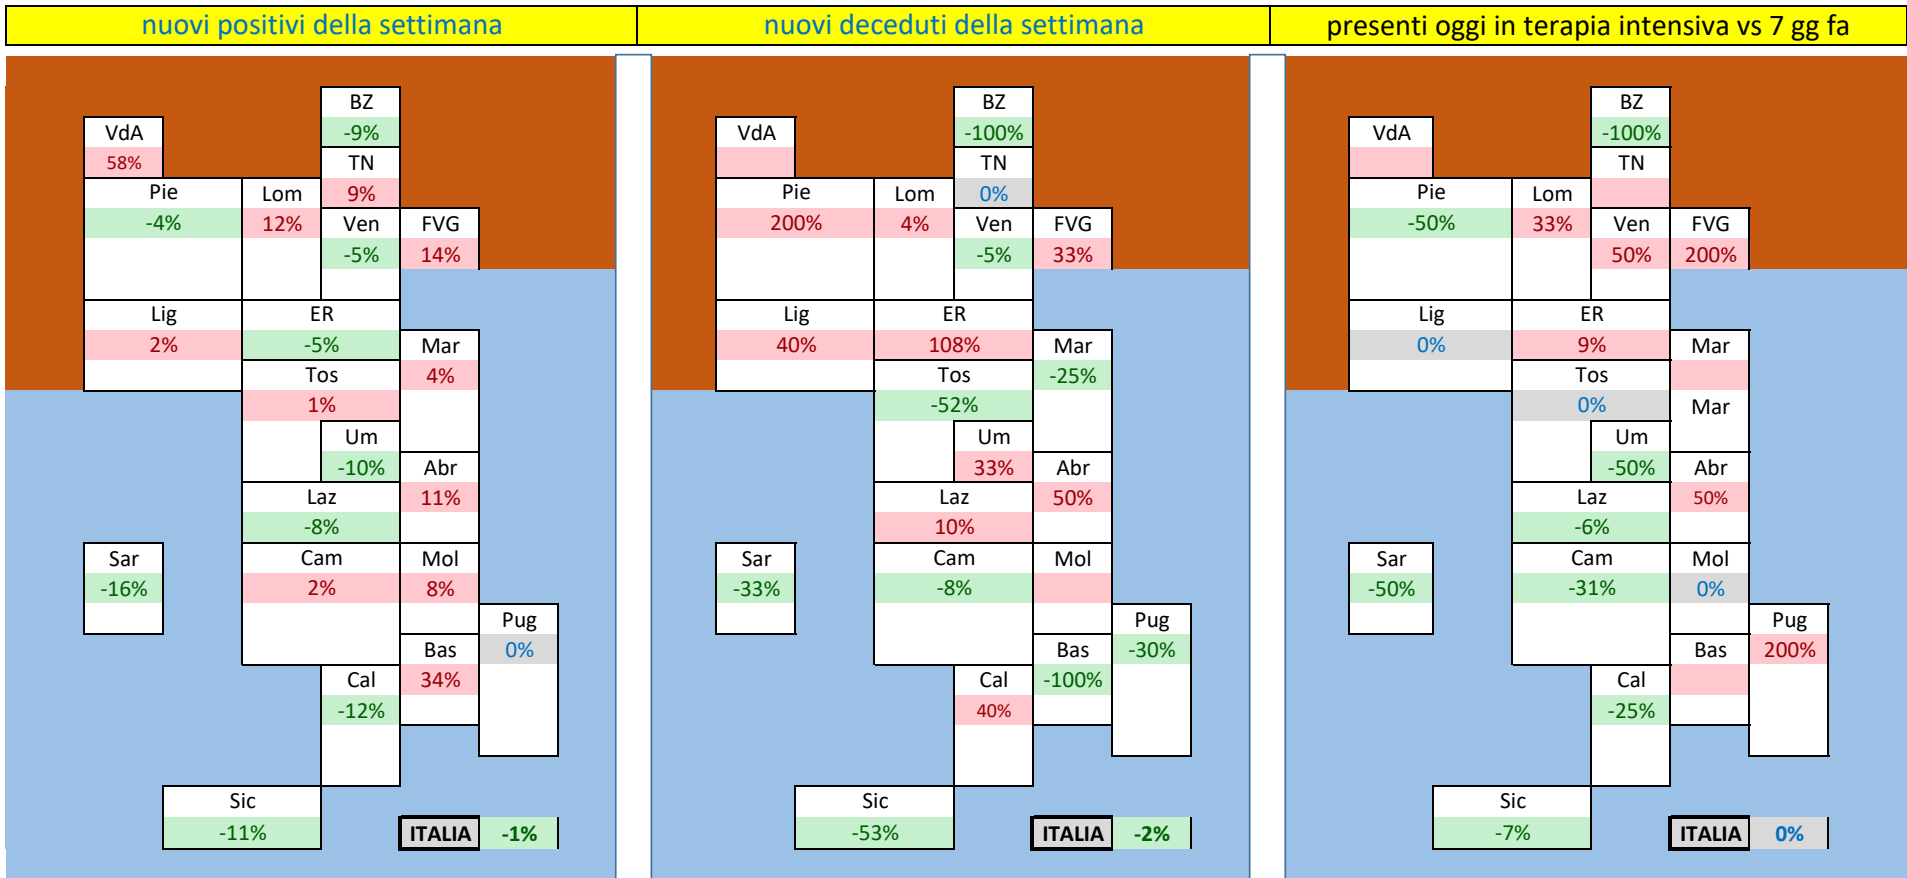 nuovi positivi della settimana
nuovi deceduti della settimana
presenti oggi in terapia intensiva vs 7 gg fa
BZ
VdA
-9%
58%
TN
Pie
Lom
9%
-4%
12%
Ven
FVG
-5%
14%
Lig
ER
2%
-5%
Mar
Tos
4%
1%
Um
-10%
Abr
Laz
11%
-8%
Sar
Cam
Mol
-16%
2%
8%
Pug
Bas
0%
Cal
34%
-12%
Sic
-11%
ITALIA
-1%
BZ
VdA
-100%
TN
Pie
Lom
0%
200%
4%
Ven
FVG
-5%
33%
Lig
ER
40%
108%
Mar
Tos
-25%
-52%
Um
33%
Abr
Laz
50%
10%
Sar
Cam
Mol
-33%
-8%
Pug
Bas
-30%
Cal
-100%
40%
Sic
-53%
ITALIA
-2%
BZ
VdA
-100%
TN
Pie
Lom
-50%
33%
Ven
FVG
50%
200%
Lig
ER
0%
9%
Mar
Tos
0%
Mar
Um
-50%
Abr
Laz
50%
-6%
Sar
Cam
Mol
-50%
-31%
0%
Pug
Bas
200%
Cal
-25%
Sic
-7%
ITALIA
0%